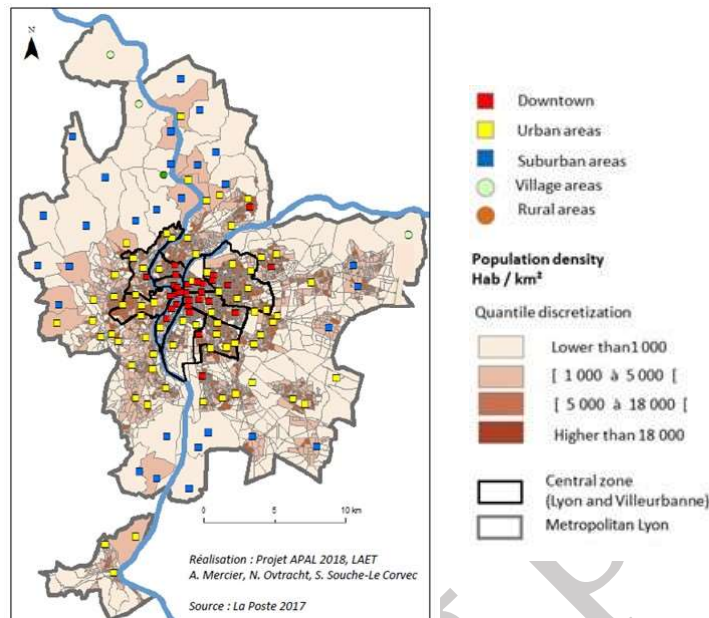 N
0 5 10 km
Réalisation : Projet APAL 2018, LAET
A. Mercier, N. Ovtracht, S. Souche-Le Corvec
Source : La Poste 2017
Downtown
Urban areas
Suburban areas
Village areas
Rural areas
Population density
Hab / km²
Quantile discretization
Lower than1 000
[ 1 000 à 5 000 [
[ 5 000 à 18 000 [
Higher than 18 000
Central zone
(Lyon and Villeurbanne)
Metropolitan Lyon